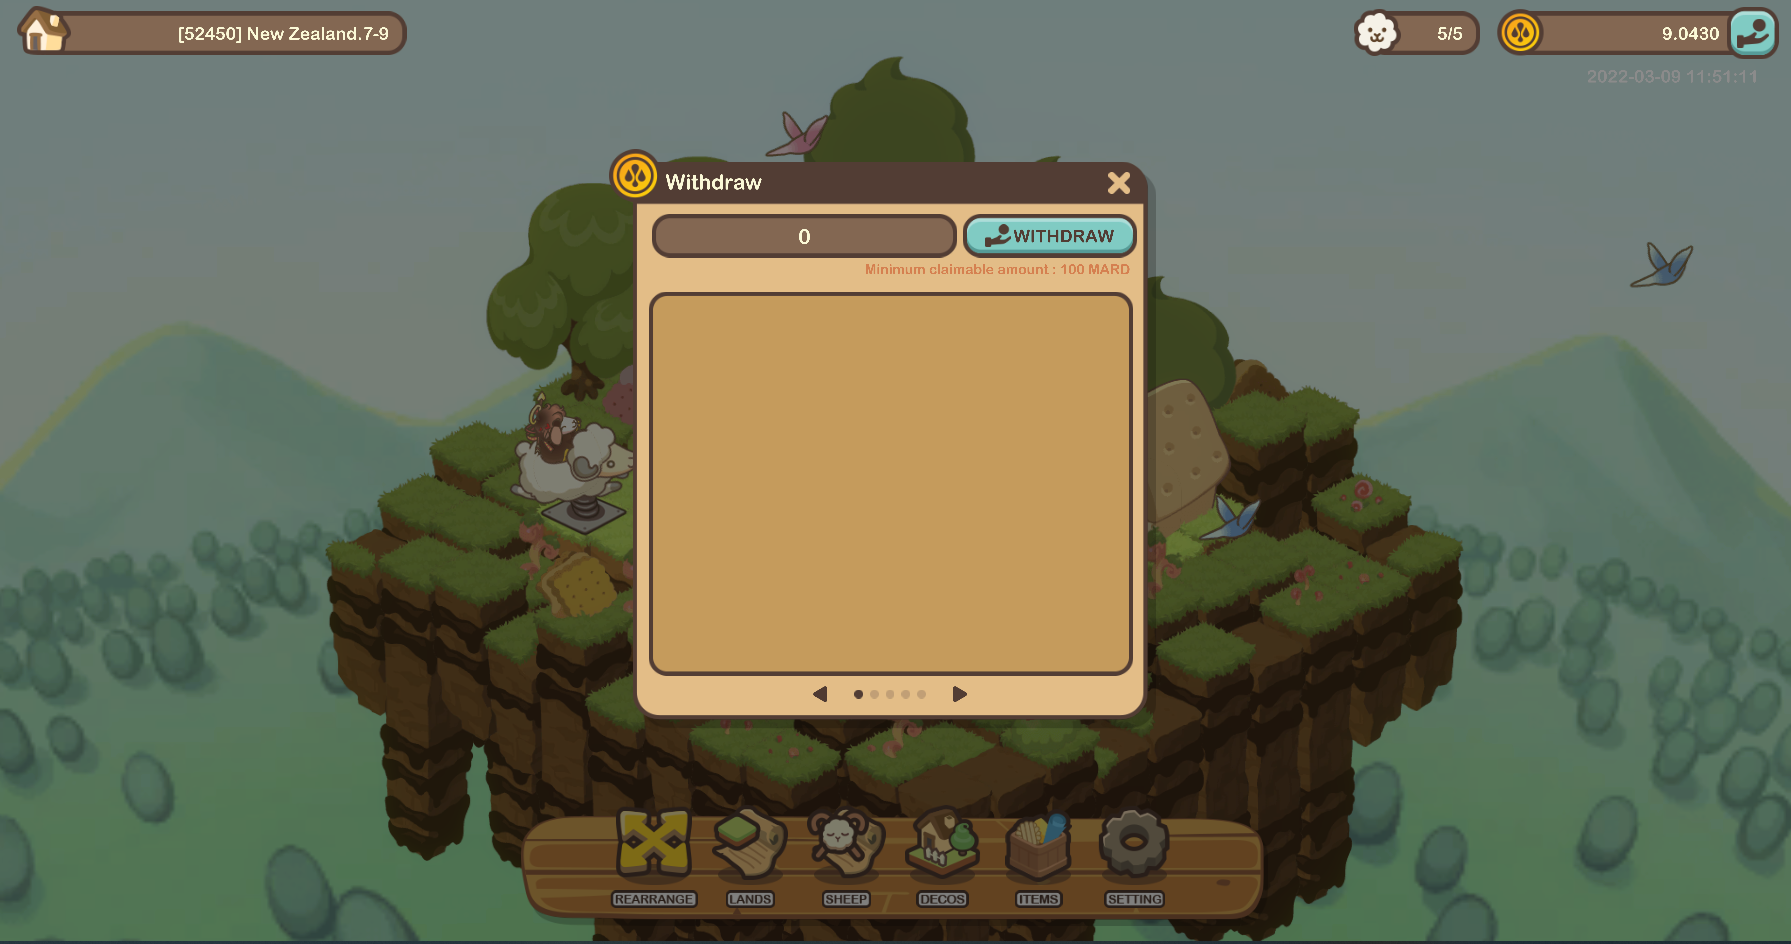 [52450] New Zealand.7-9
5/5
9.0430
2022-03-09 11:51:11
Withdraw
0
WITHDRAW
Minimum claimable amount : 100 MARD
REARRANGE
LANDS
SHEEP
DECOS
ITEMS
SETTING